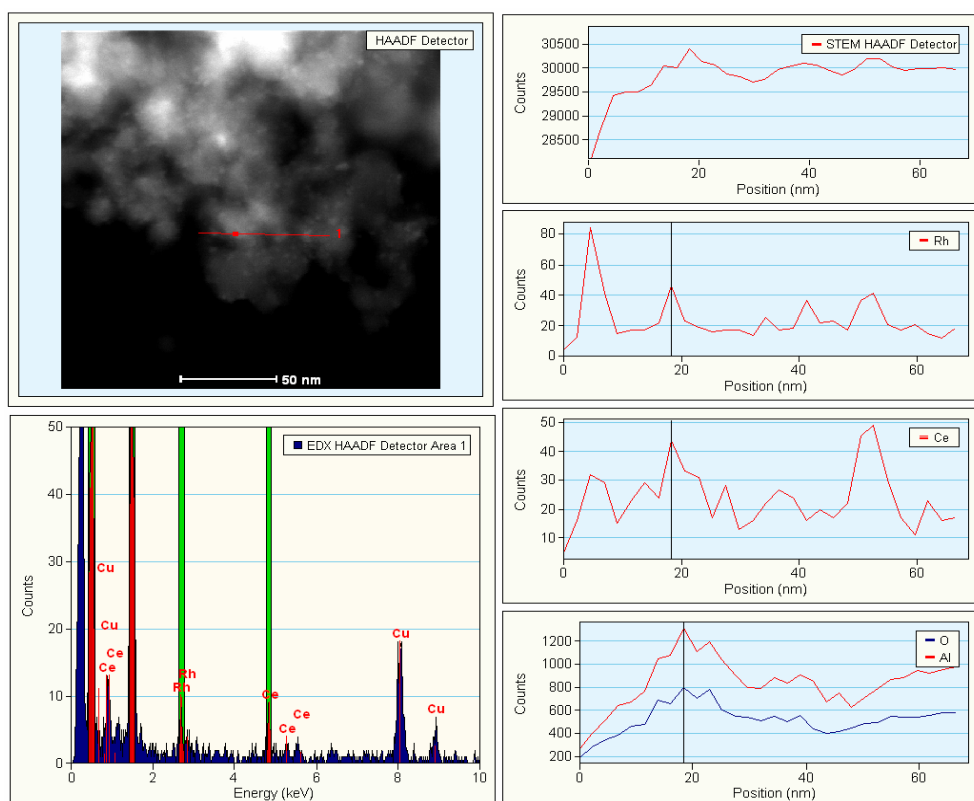 HAADF Detector
1
50 nm
EDX HAADF Detector Area 1
50
40
30
20
10
0
Counts
Cu
Cu
Ce
Ce
Rh
Rh
Ce
Ce
Ce
Cu
Cu
0 2 4 6 8 10
Energy (keV)
STEM HAADF Detector
30500
30000
29500
29000
28500
Counts
0 20 40 60
Position (nm)
Rh
80
60
40
20
0
Counts
0 20 40 60
Position (nm)
Ce
50
40
30
20
10
Counts
0 20 40 60
Position (nm)
O
Al
1200
1000
800
600
400
200
Counts
0 20 40 60
Position (nm)